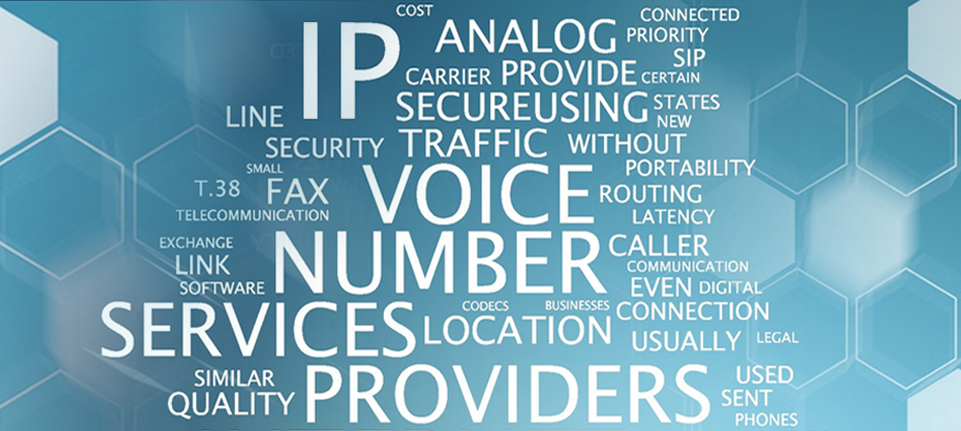 COST
IP
ANALOG
CONNECTED
PRIORITY
SIP
CARRIER PROVIDE CERTAIN
LINE
SECUREUSING
STATES
NEW
SECURITY TRAFFIC WITHOUT
PORTABILITY
SMALL
T.38 FAX
VOICE
ROUTING
LATENCY
TELECOMMUNICATION
EXCHANGE
NUMBER
CALLER
LINK
COMMUNICATION
SOFTWARE
EVEN DIGITAL
CODECS BUSINESSES
CONNECTION
SERVICES
LOCATION
USUALLY LEGAL
SIMILAR
QUALITY
PROVIDERS
USED
SENT
PHONES